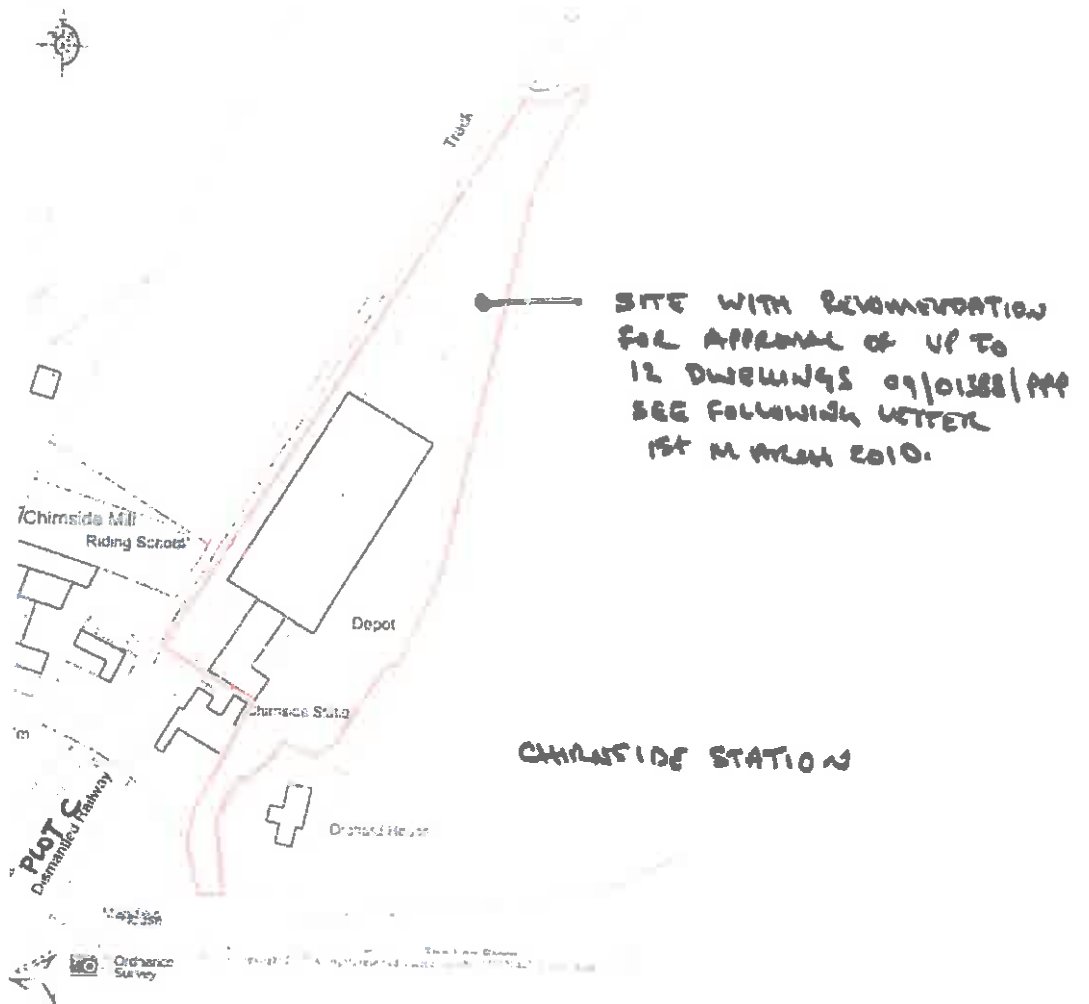 Track
SITE WITH RECOMMENDATION
FOR APPROVAL OF UP TO
12 DWELLINGS 09/01388/PPP
SEE FOLLOWING LETTER
1st MARCH 2010.
Chirnside Mill
Riding School
Depot
Chirnside Statio
CHIRNSIDE STATION
Orchard House
PLOT C
Dismantled Railway
Ordnance
Survey